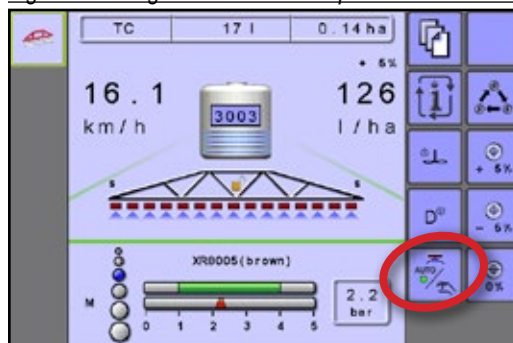 TC 17 l 0.14 ha
+ 5%
16.1 126
km/h l/ha
3003
s s
XR8005(brown)
M
2.2
bar
0 1 2 3 4 5
i
+ 5%
D
- 5%
AUTO
0%